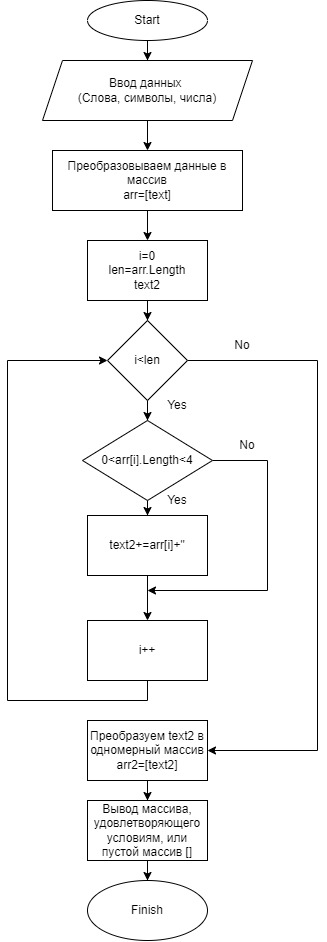 Start
Ввод данных
(Слова, символы, числа)
Преобразовываем данные в
массив
arr=[text]
i=0
len=arr.Length
text2
i<len
No
Yes
0<arr[i].Length<4
No
Yes
text2+=arr[i]+"
i++
Преобразуем text2 в
одномерный массив
arr2=[text2]
Вывод массива,
удовлетворяющего
условиям, или
пустой массив []
Finish